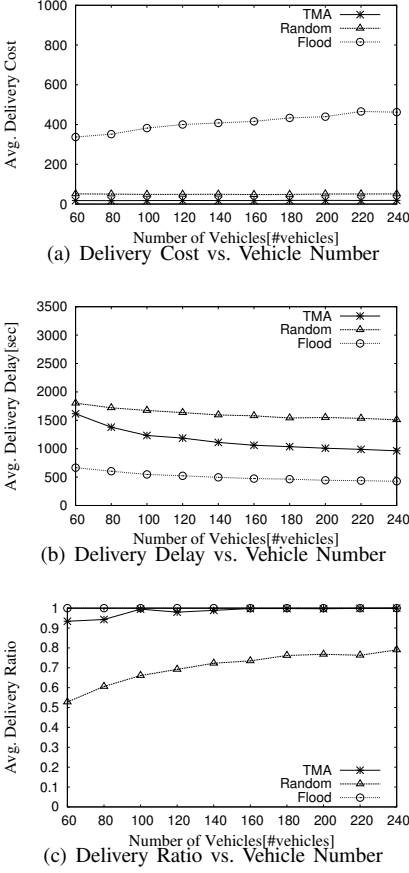 1000
800
600
400
200
0
Avg. Delivery Cost
TMA
Random
Flood
60 80 100 120 140 160 180 200 220 240
Number of Vehicles[#vehicles]
(a) Delivery Cost vs. Vehicle Number
3500
3000
2500
2000
1500
1000
500
0
Avg. Delivery Delay[sec]
TMA
Random
Flood
60 80 100 120 140 160 180 200 220 240
Number of Vehicles[#vehicles]
(b) Delivery Delay vs. Vehicle Number
1
0.9
0.8
0.7
0.6
0.5
0.4
0.3
0.2
0.1
0
Avg. Delivery Ratio
TMA
Random
Flood
60 80 100 120 140 160 180 200 220 240
Number of Vehicles[#vehicles]
(c) Delivery Ratio vs. Vehicle Number